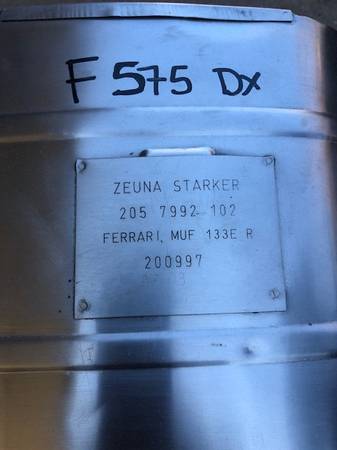 F 575 Dx
ZEUNA STARKER
205 7992 102
FERRARI, MUF 133E R
200997